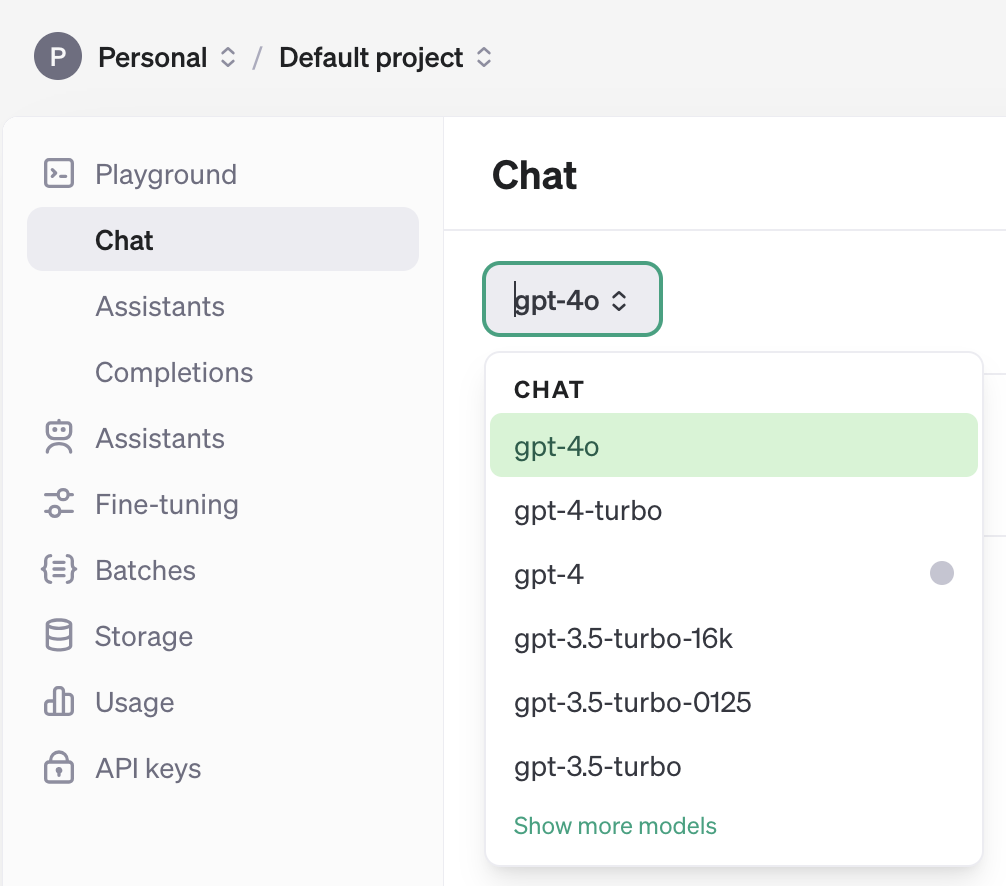 P Personal / Default project
Playground
Chat
Assistants
Completions
Assistants
Fine-tuning
Batches
Storage
Usage
API keys
Chat
gpt-4o
CHAT
gpt-4o
gpt-4-turbo
gpt-4
gpt-3.5-turbo-16k
gpt-3.5-turbo-0125
gpt-3.5-turbo
Show more models